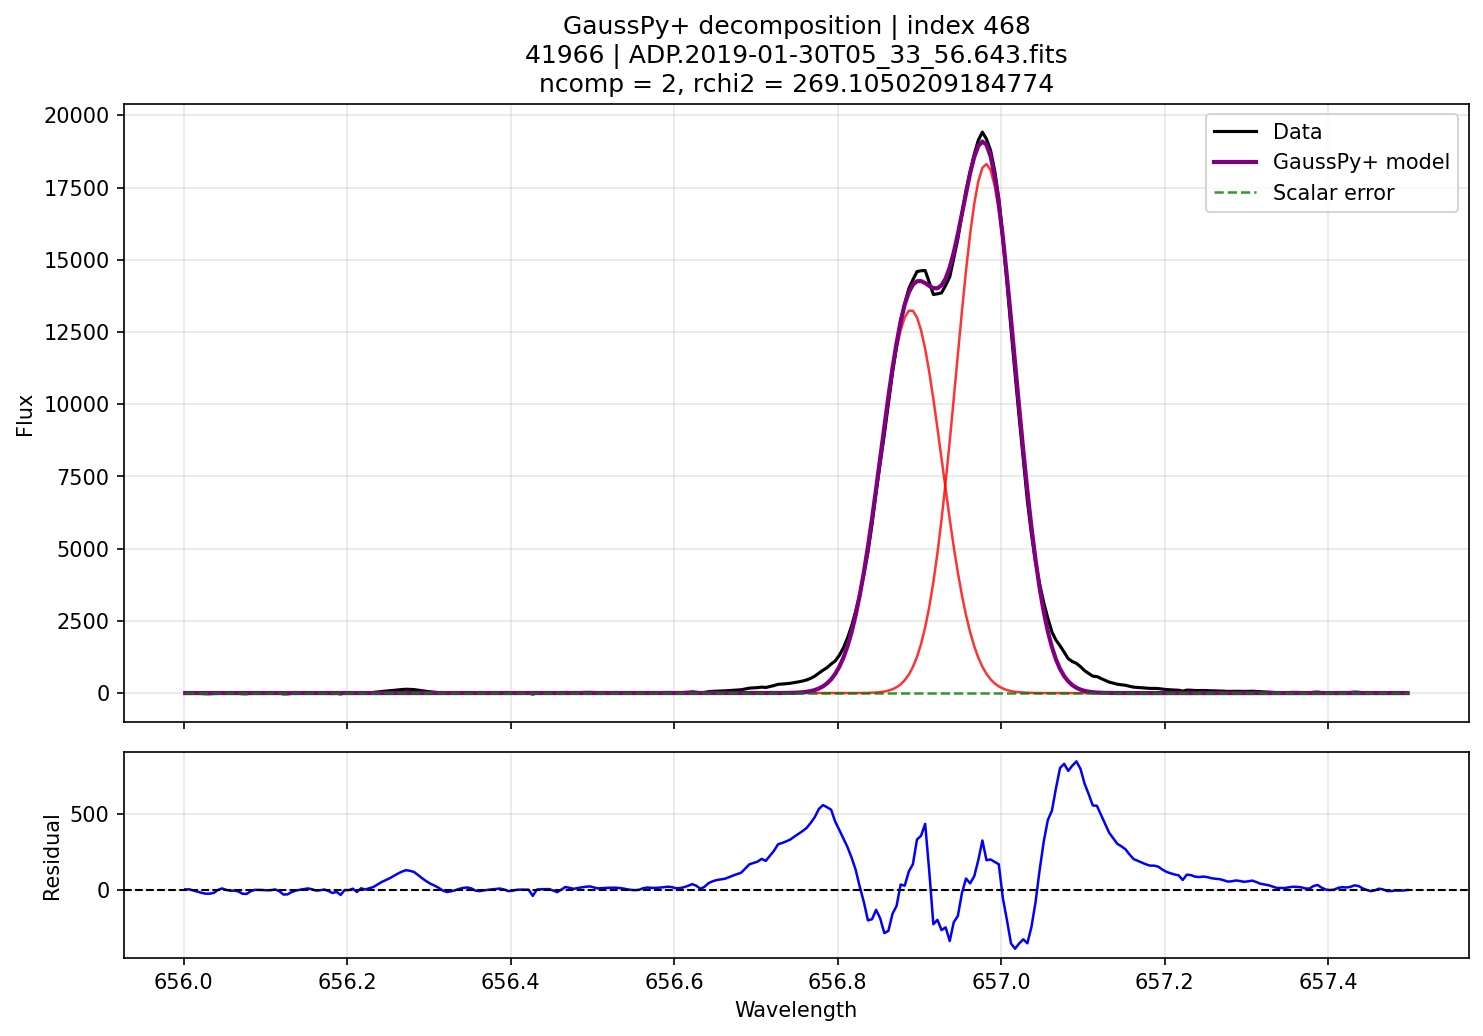 GaussPy+ decomposition | index 468
41966 | ADP.2019-01-30T05_33_56.643.fits
ncomp = 2, rchi2 = 269.1050209184774
20000
17500
15000
12500
10000
7500
5000
2500
0
Flux
Data
GaussPy+ model
Scalar error
500
0
Residual
656.0 656.2 656.4 656.6 656.8 657.0 657.2 657.4
Wavelength